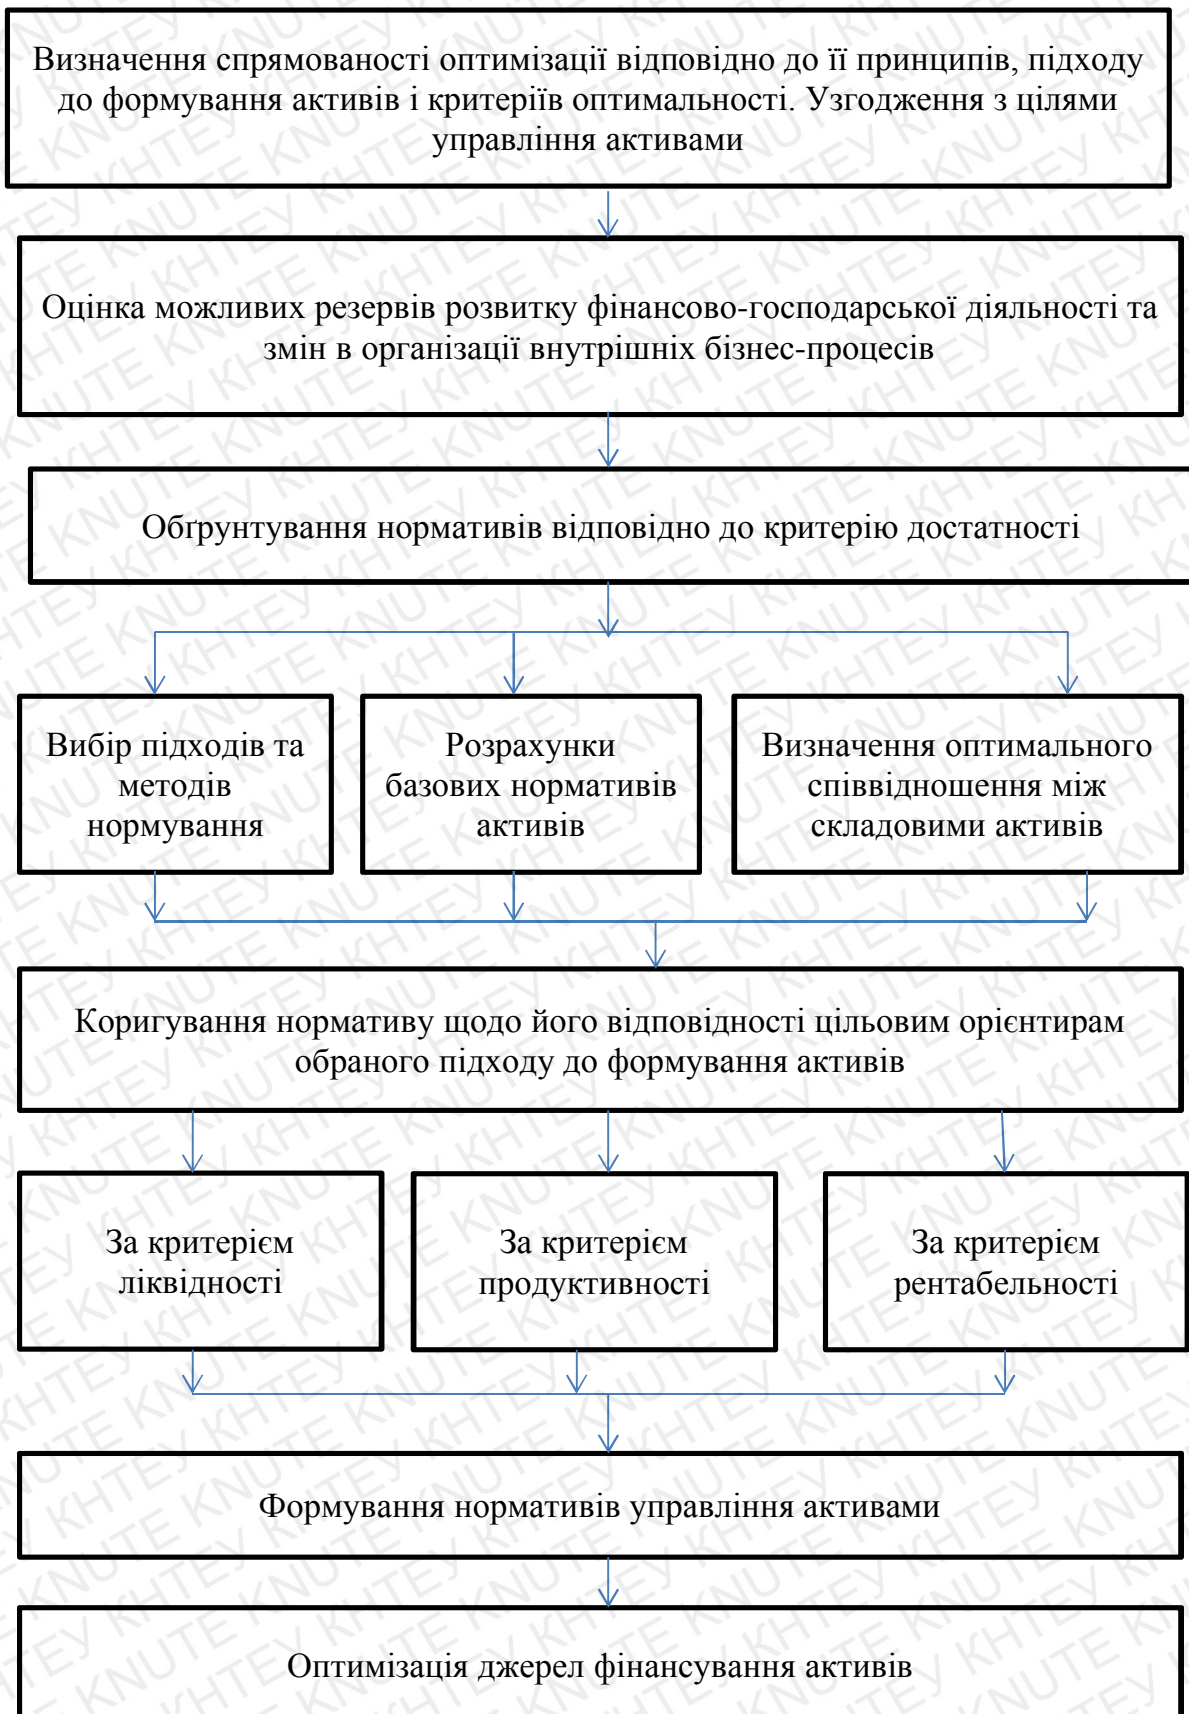 Визначення спрямованості оптимізації відповідно до її принципів, підходу
до формування активів і критеріїв оптимальності. Узгодження з цілями
управління активами
Оцінка можливих резервів розвитку фінансово-господарської діяльності та
змін в організації внутрішніх бізнес-процесів
Обґрунтування нормативів відповідно до критерію достатності
Вибір підходів та
методів
нормування
Розрахунки
базових нормативів
активів
Визначення оптимального
співвідношення між
складовими активів
Коригування нормативу щодо його відповідності цільовим орієнтирам
обраного підходу до формування активів
За критерієм
ліквідності
За критерієм
продуктивності
За критерієм
рентабельності
Формування нормативів управління активами
Оптимізація джерел фінансування активів